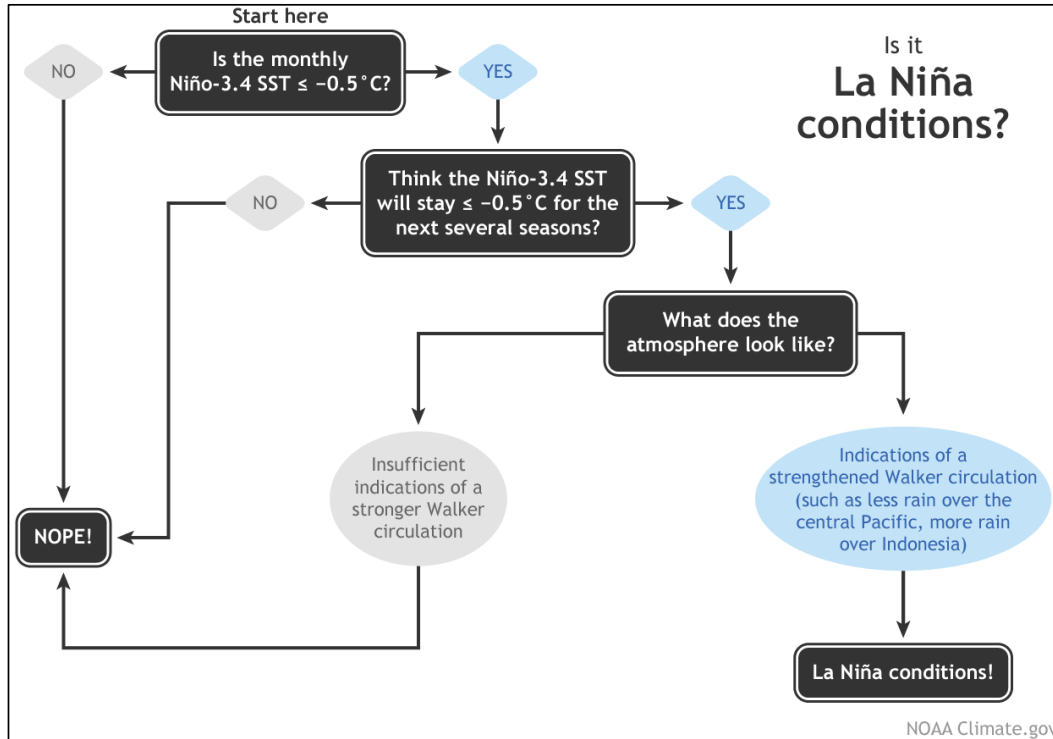 Start here
Is the monthly
Niño-3.4 SST ≤ −0.5°C?
NO
YES
Is it
La Niña
conditions?
Think the Niño-3.4 SST
will stay ≤ −0.5°C for the
next several seasons?
NO
YES
What does the
atmosphere look like?
Insufficient
indications of a
stronger Walker
circulation
Indications of a
strengthened Walker circulation
(such as less rain over the
central Pacific, more rain
over Indonesia)
NOPE!
La Niña conditions!
NOAA Climate.gov